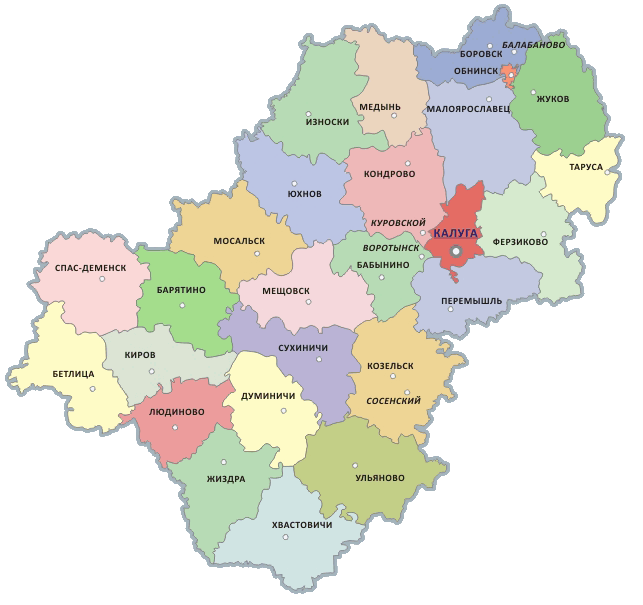 БАЛАБАНОВО
БОРОВСК
ОБНИНСК
ЖУКОВ
МЕДЫНЬ
МАЛОЯРОСЛАВЕЦ
ИЗНОСКИ
ТАРУСА
КОНДРОВО
ЮХНОВ
КУРОВСКОЙ
КАЛУГА
МОСАЛЬСК
ВОРОТЫНСК
ФЕРЗИКОВО
СПАС-ДЕМЕНСК
БАБЫНИНО
БАРЯТИНО
МЕЩОВСК
ПЕРЕМЫШЛЬ
СУХИНИЧИ
КИРОВ
КОЗЕЛЬСК
БЕТЛИЦА
ДУМИНИЧИ
СОСЕНСКИЙ
ЛЮДИНОВО
ЖИЗДРА
УЛЬЯНОВО
ХВАСТОВИЧИ